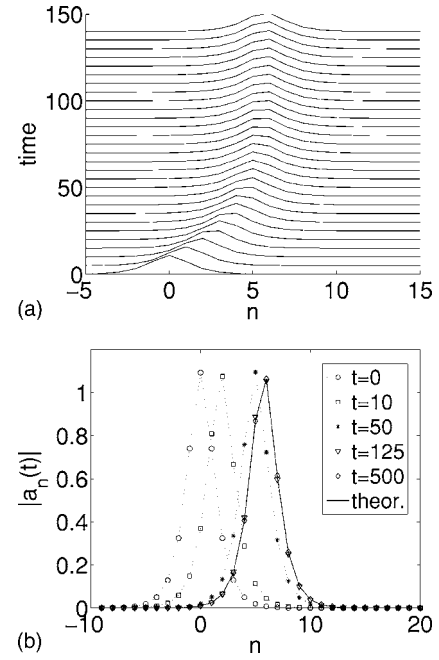 150
100
50
0
time
−5 0 5 10 15
n
(a)
1
0.8
0.6
0.4
0.2
0
|a_n(t)|
t=0
t=10
t=50
t=125
t=500
theor.
−10 0 10 20
n
(b)